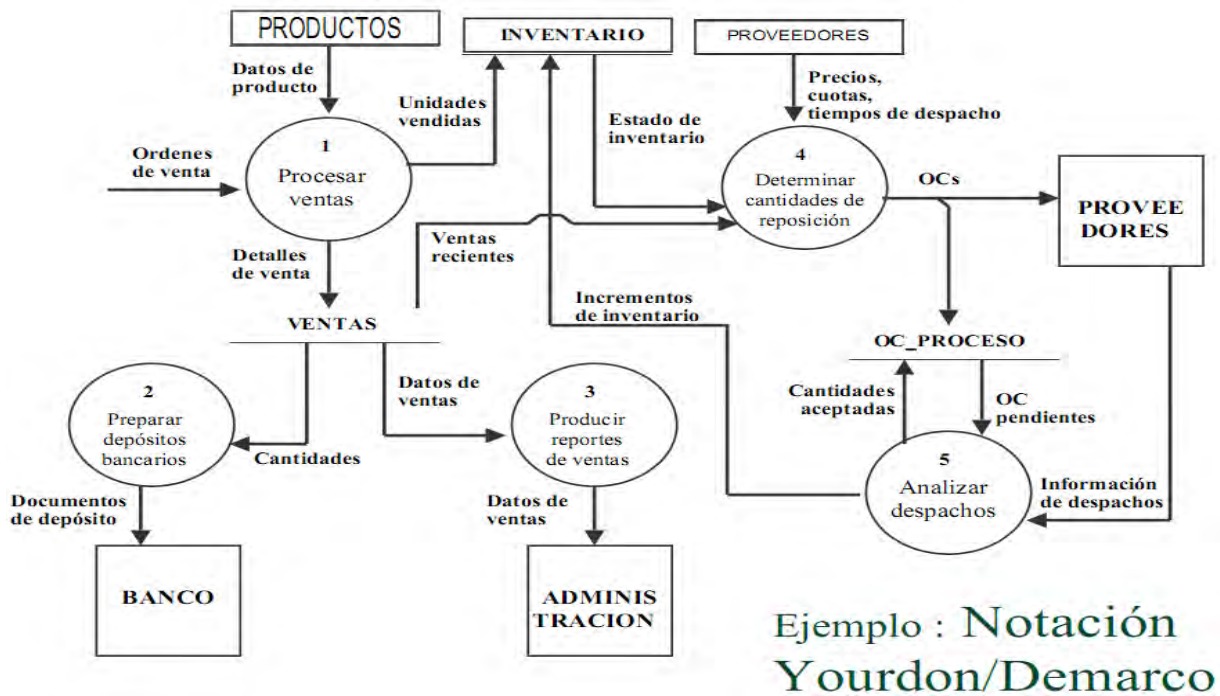 PRODUCTOS
INVENTARIO
PROVEEDORES
Datos de
producto
Unidades
vendidas
Estado de
inventario
Precios,
cuotas,
tiempos de despacho
Ordenes
de venta
1
Procesar
ventas
4
Determinar
cantidades de
reposición
OCs
PROVEE
DORES
Detalles
de venta
Ventas
recientes
VENTAS
Incrementos
de inventario
OC_PROCESO
2
Preparar
depósitos
bancarios
Cantidades
Datos de
ventas
3
Producir
reportes
de ventas
Cantidades
aceptadas
OC
pendientes
5
Analizar
despachos
Información
de despachos
Documentos
de depósito
Datos de
ventas
BANCO
ADMINIS
TRACION
Ejemplo : Notación
Yourdon/Demarco